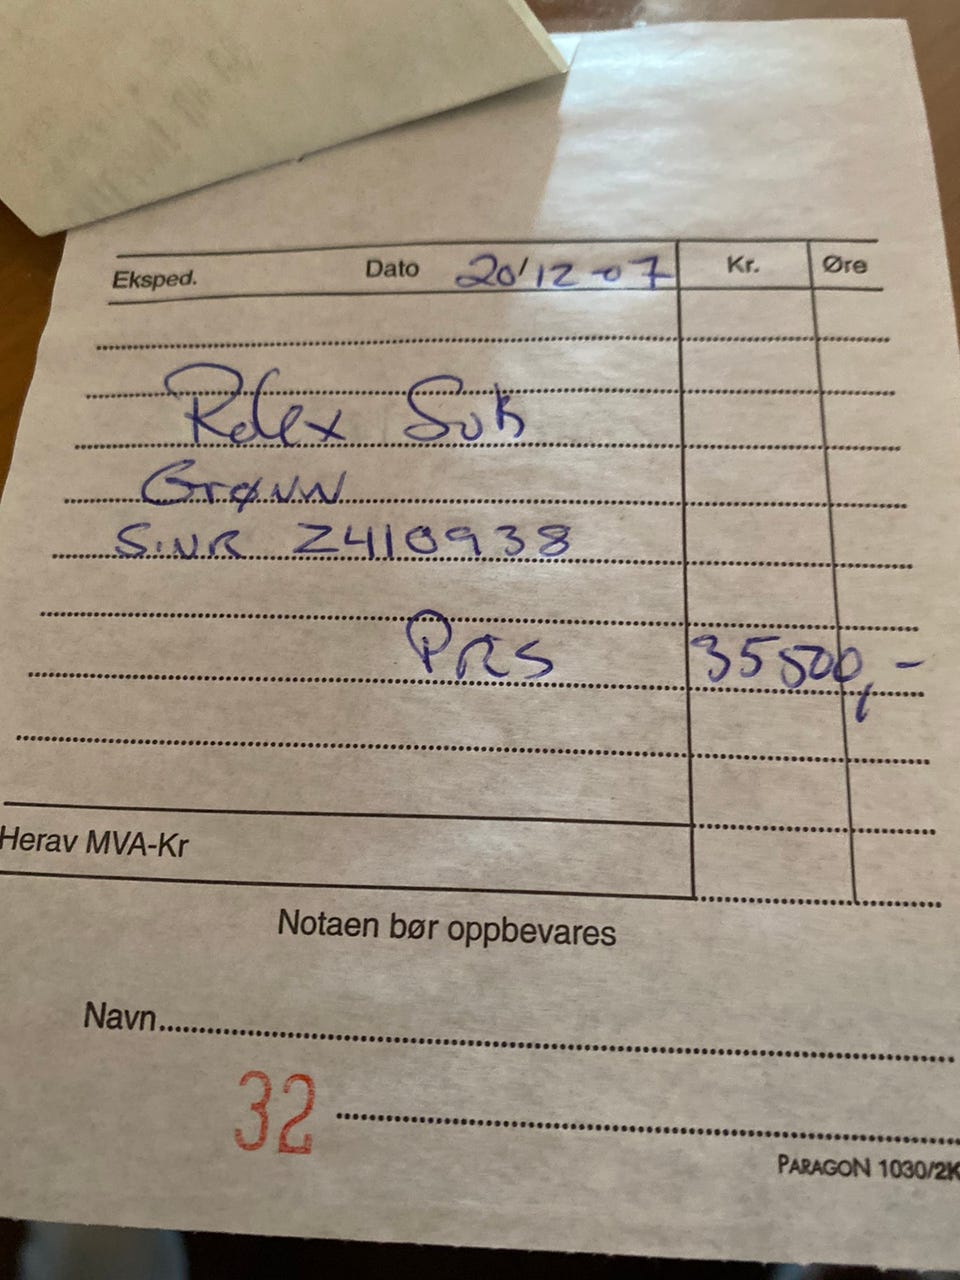 Eksped. Dato 20/12-07 Kr. Øre
Rolex Sub
Grønn
S.NR Z410938
PRS 35500,-
Herav MVA-Kr
Notaen bør oppbevares
Navn
32
PARAGON 1030/2K